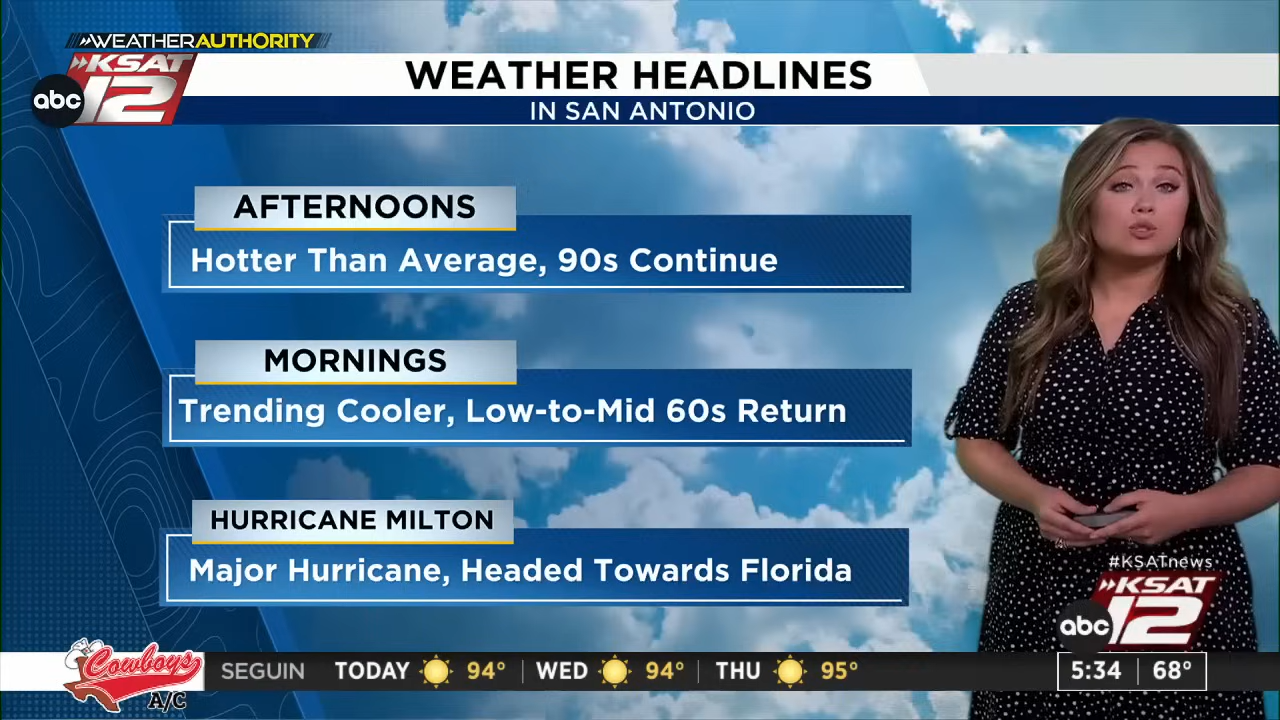 WEATHERAUTHORITY
KSAT
abc 12
WEATHER HEADLINES
IN SAN ANTONIO
AFTERNOONS
Hotter Than Average, 90s Continue
MORNINGS
Trending Cooler, Low-to-Mid 60s Return
HURRICANE MILTON
Major Hurricane, Headed Towards Florida
#KSATnews
KSAT
abc 12
Cowboys
A/C
SEGUIN TODAY 94° WED 94° THU 95°
5:34 68°